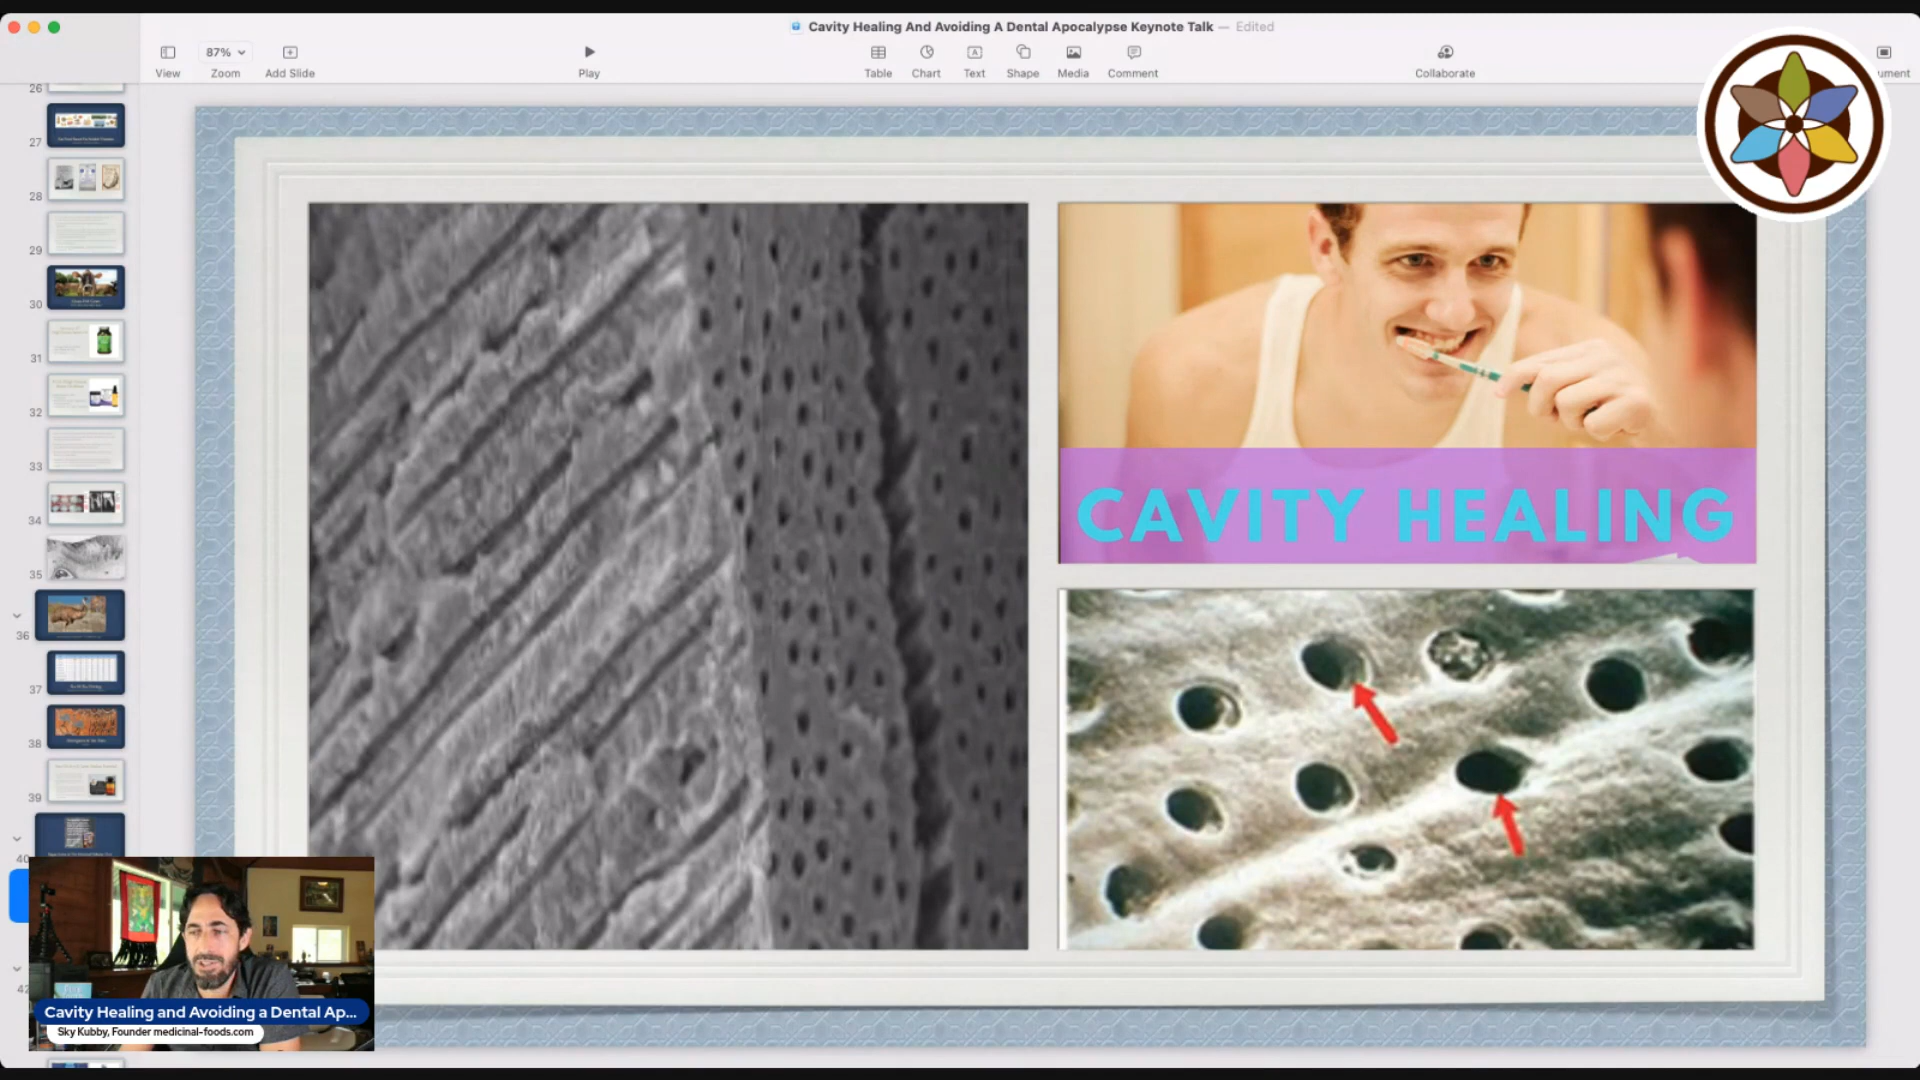 Cavity Healing And Avoiding A Dental Apocalypse Keynote Talk — Edited
87%
View
Zoom
Add Slide
Play
Table
Chart
Text
Shape
Media
Comment
Collaborate
ument
26
27
28
29
30
31
32
33
34
35
36
37
38
39
40
42
CAVITY HEALING
Cavity Healing and Avoiding a Dental Ap...
Sky Kubby, Founder medicinal-foods.com